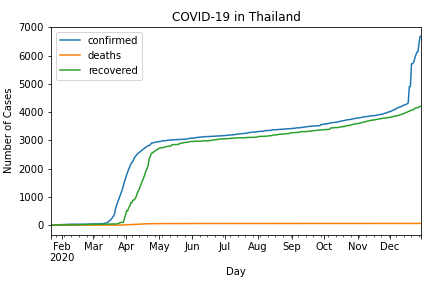 COVID-19 in Thailand
confirmed
deaths
recovered
Number of Cases
7000
6000
5000
4000
3000
2000
1000
0
Feb Mar Apr May Jun Jul Aug Sep Oct Nov Dec
2020
Day